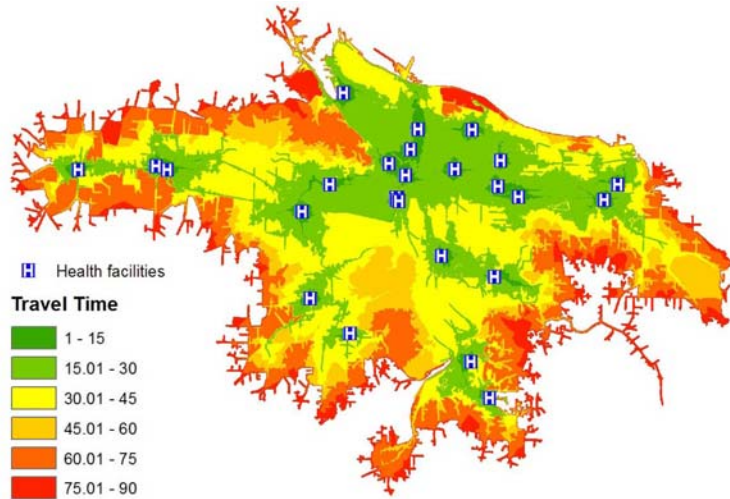 Health facilities
Travel Time
1 - 15
15.01 - 30
30.01 - 45
45.01 - 60
60.01 - 75
75.01 - 90